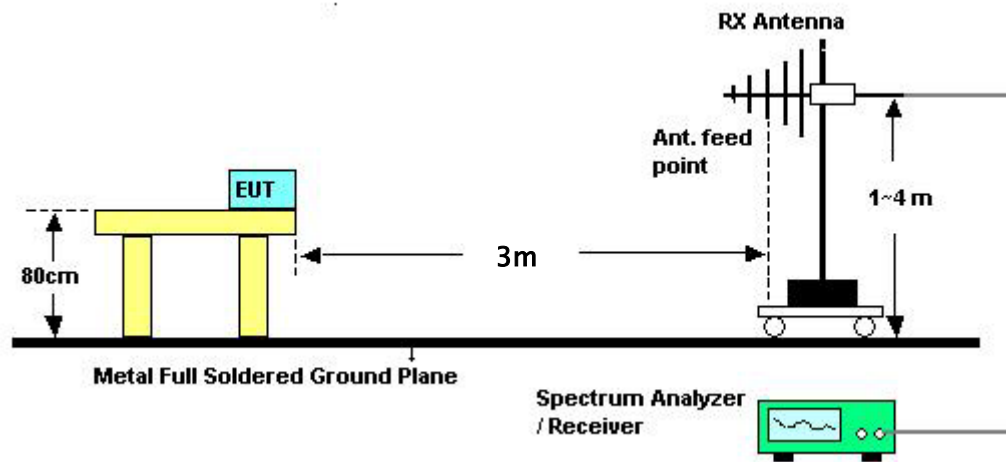 RX Antenna
Ant. feed
point
EUT
1~4 m
3m
80cm
Metal Full Soldered Ground Plane
Spectrum Analyzer
/ Receiver